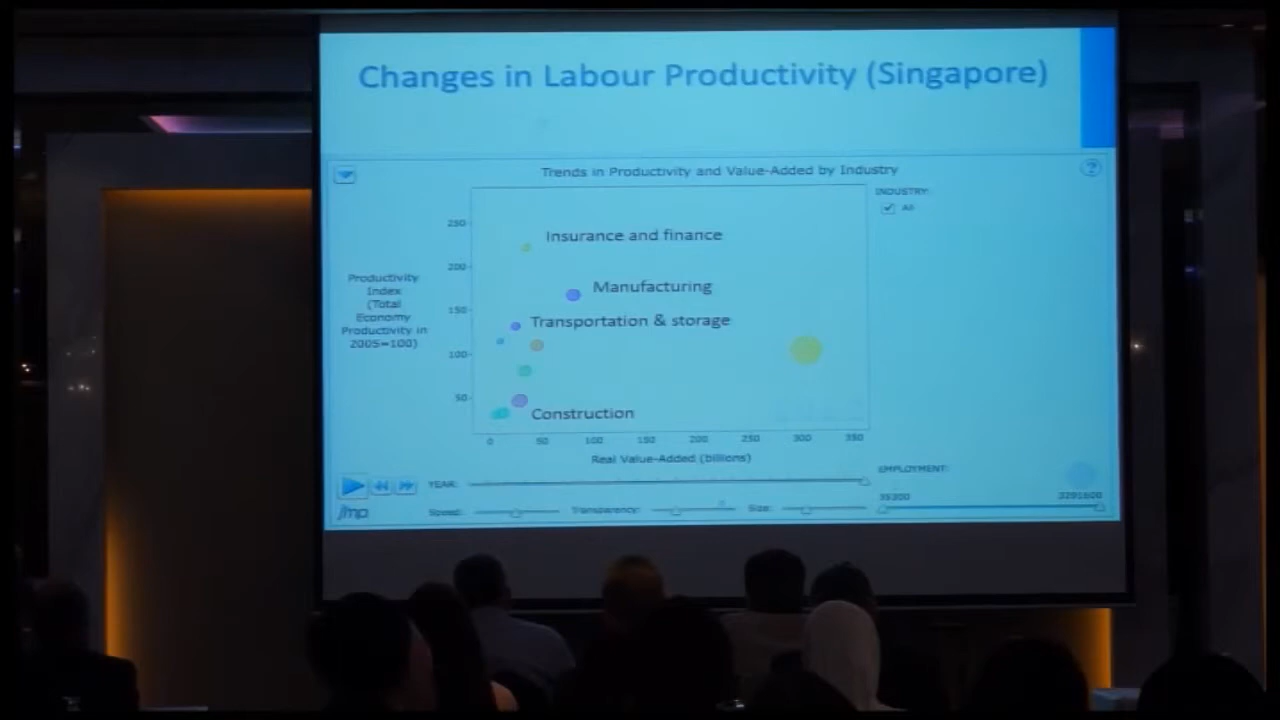 Changes in Labour Productivity (Singapore)
Trends in Productivity and Value-Added by Industry
?
INDUSTRY:
All
250
Insurance and finance
200
Productivity
Index
(Total
Economy
Productivity in
2005=100)
Manufacturing
150
Transportation & storage
100
50
Construction
0 50 100 150 200 250 300 350
Real Value-Added (billions)
EMPLOYMENT:
YEAR:
35300 3291600
jmp
Speed: Transparency: Size: